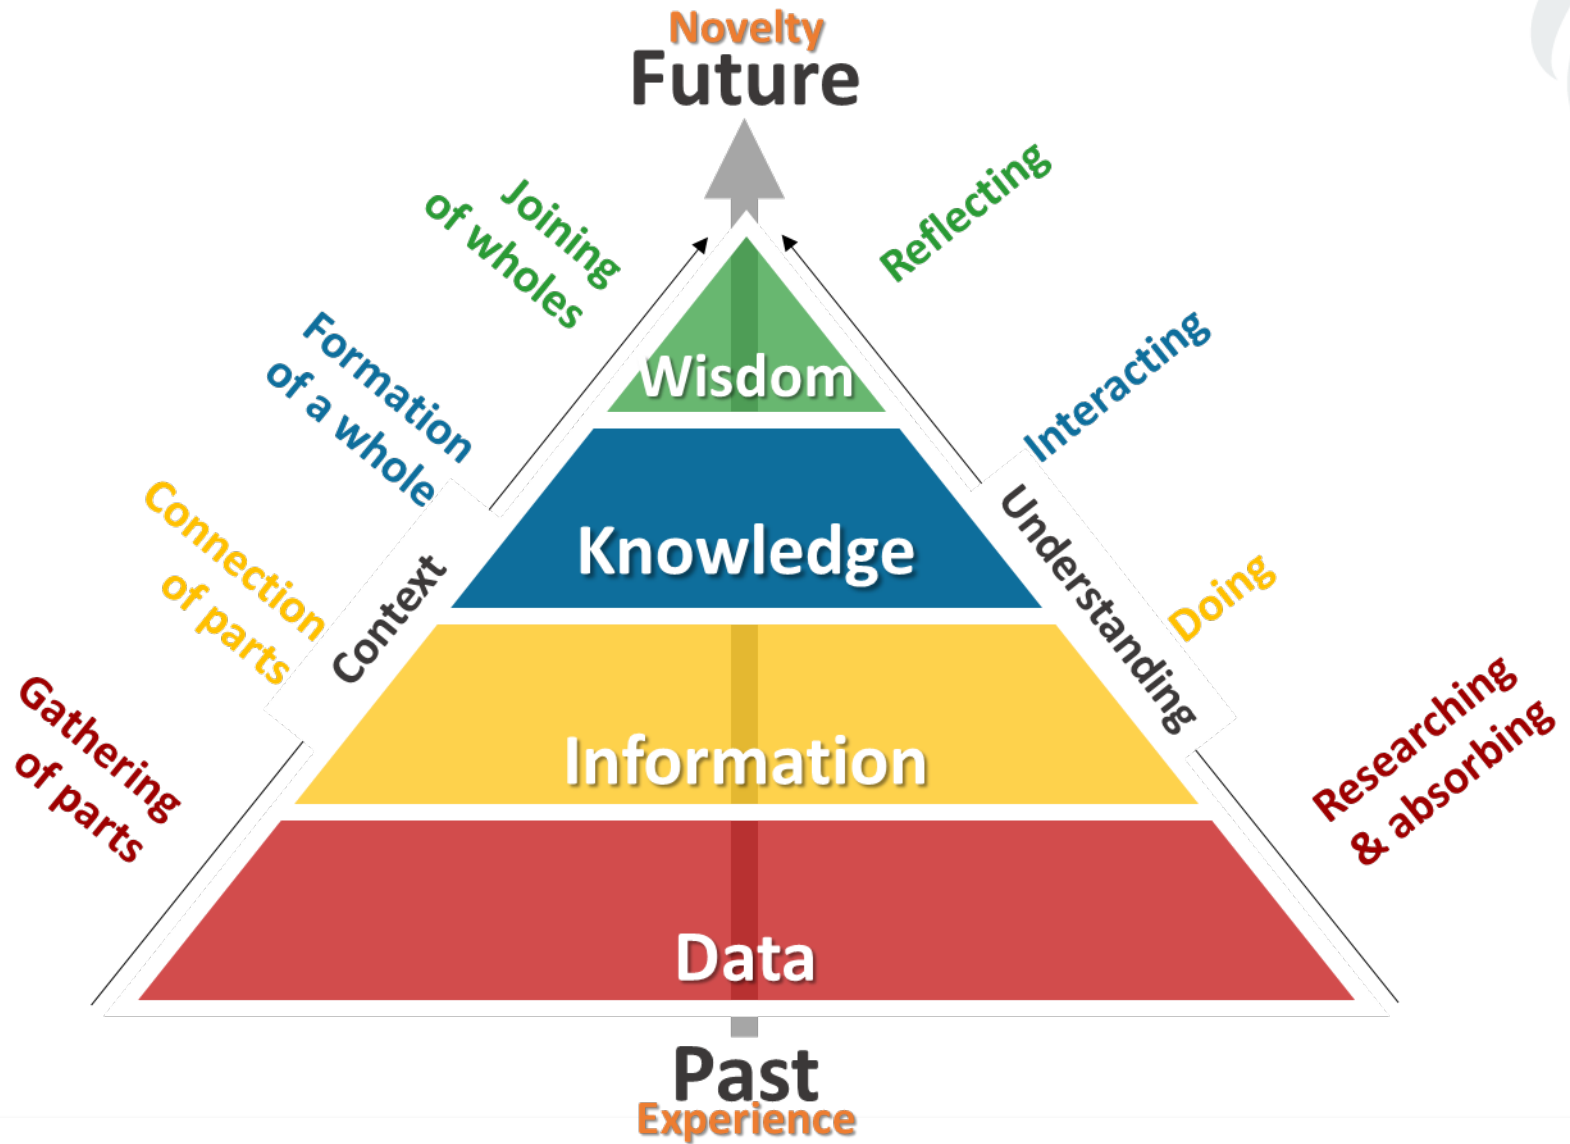 Novelty
Future
Joining
of wholes
Reflecting
Formation
of a whole
Interacting
Wisdom
Connection
of parts
Context
Knowledge
Understanding
Doing
Gathering
of parts
Information
Researching
& absorbing
Data
Past
Experience